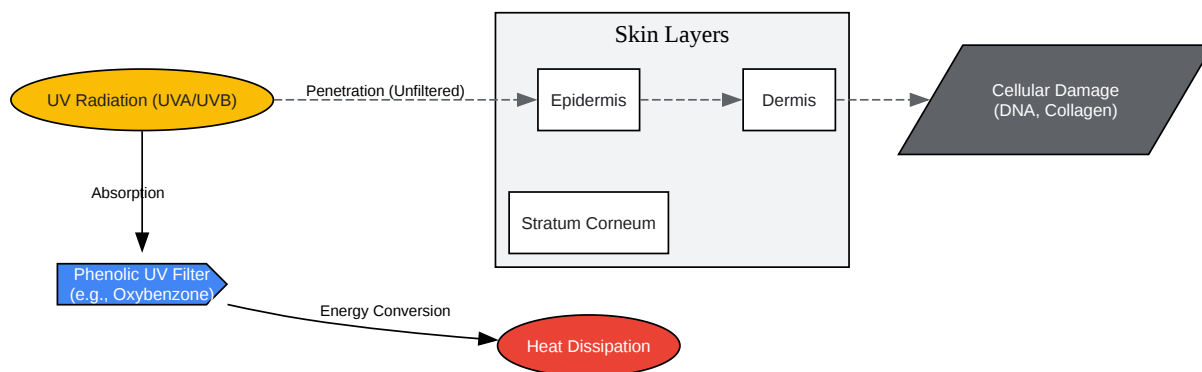 Skin Layers
UV Radiation (UVA/UVB)
Penetration (Unfiltered)
Epidermis
Dermis
Cellular Damage
(DNA, Collagen)
Absorption
Stratum Corneum
Phenolic UV Filter
(e.g., Oxybenzone)
Energy Conversion
Heat Dissipation